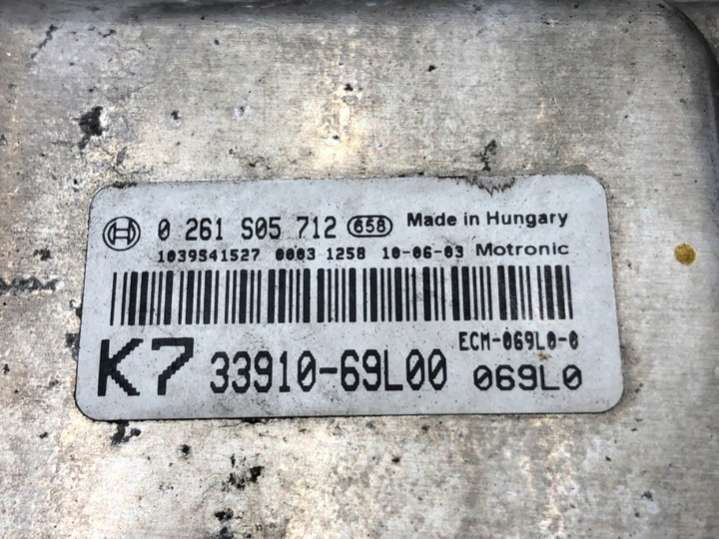 0 261 S05 712 658 Made in Hungary
1039S41527 0003 1258 10-06-03 Motronic
ECM-069L0-0
K7 33910-69L00 069L0